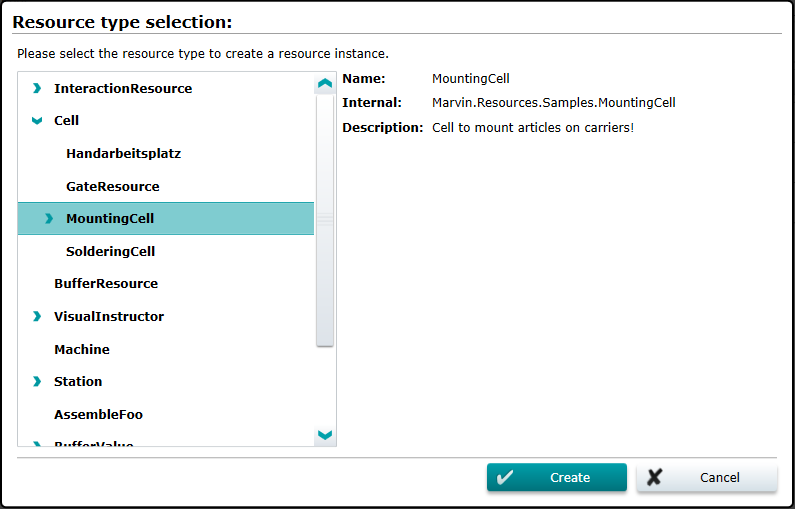 Resource type selection:
Please select the resource type to create a resource instance.
InteractionResource
Cell
Handarbeitsplatz
GateResource
MountingCell
SolderingCell
BufferResource
VisualInstructor
Machine
Station
AssembleFoo
BufferValue
Name: MountingCell
Internal: Marvin.Resources.Samples.MountingCell
Description: Cell to mount articles on carriers!
Create
Cancel